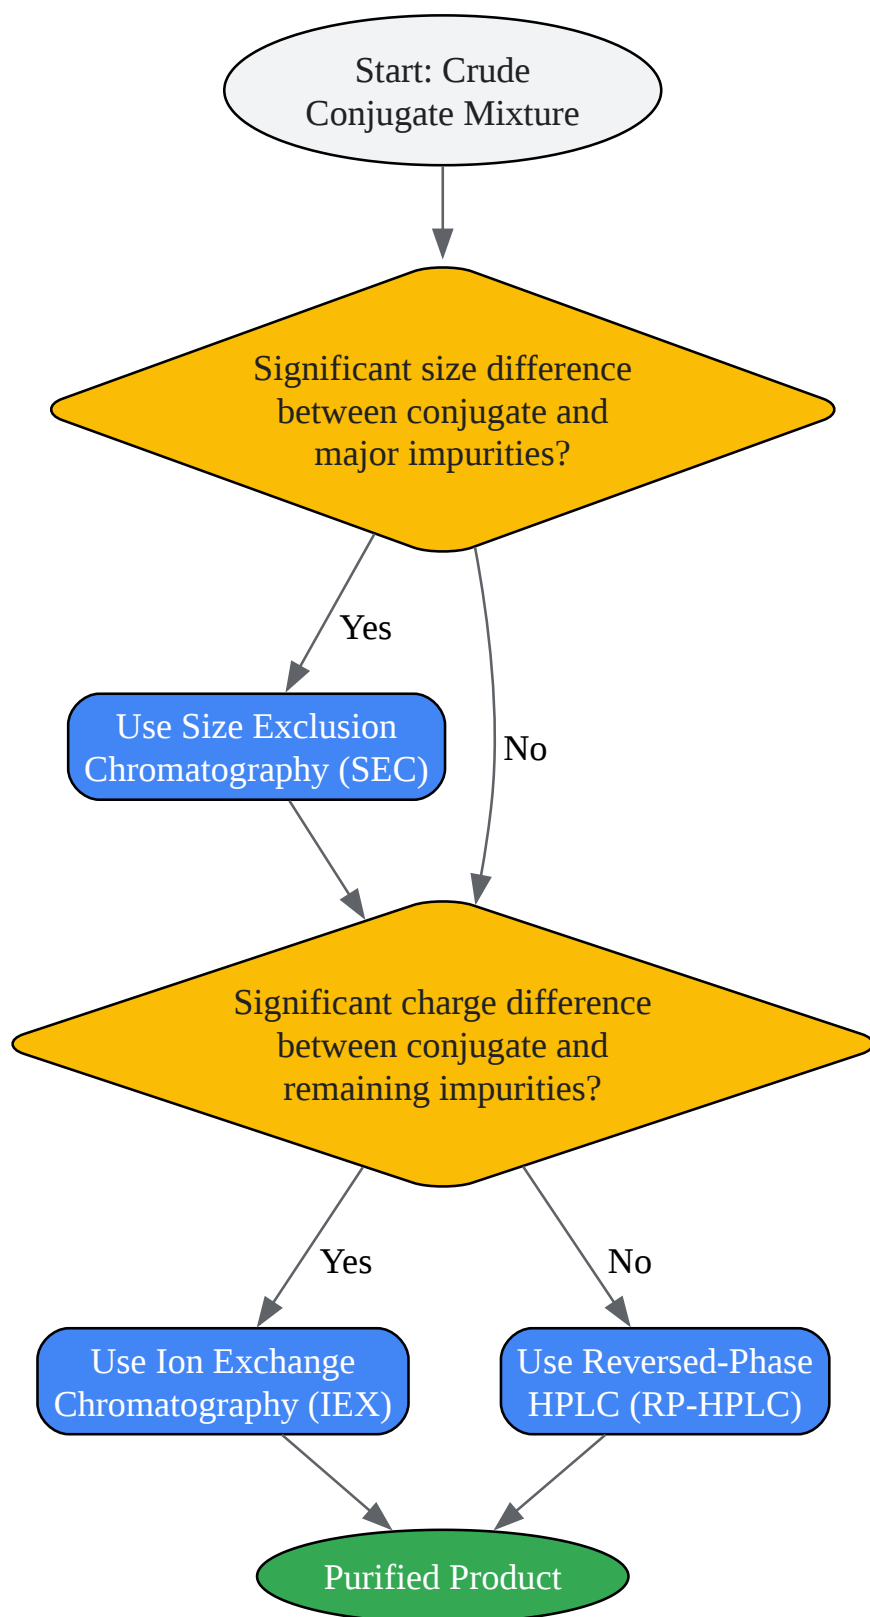 Start: Crude
Conjugate Mixture
Significant size difference
between conjugate and
major impurities?
Yes
Use Size Exclusion
Chromatography (SEC)
No
Significant charge difference
between conjugate and
remaining impurities?
Yes
No
Use Ion Exchange
Chromatography (IEX)
Use Reversed-Phase
HPLC (RP-HPLC)
Purified Product